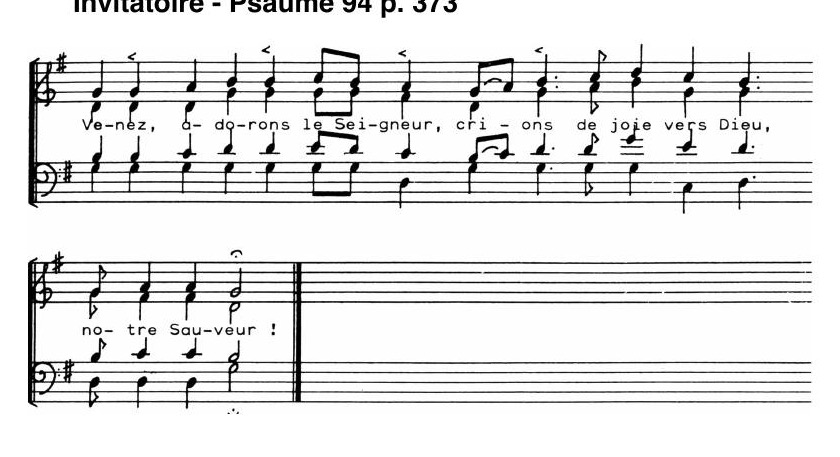 Invitatoire - Psaume 94 p. 373
Ve-nez, a- do-rons le Sei-gneur, cri - ons de joie vers Dieu,
no- tre Sau-veur !